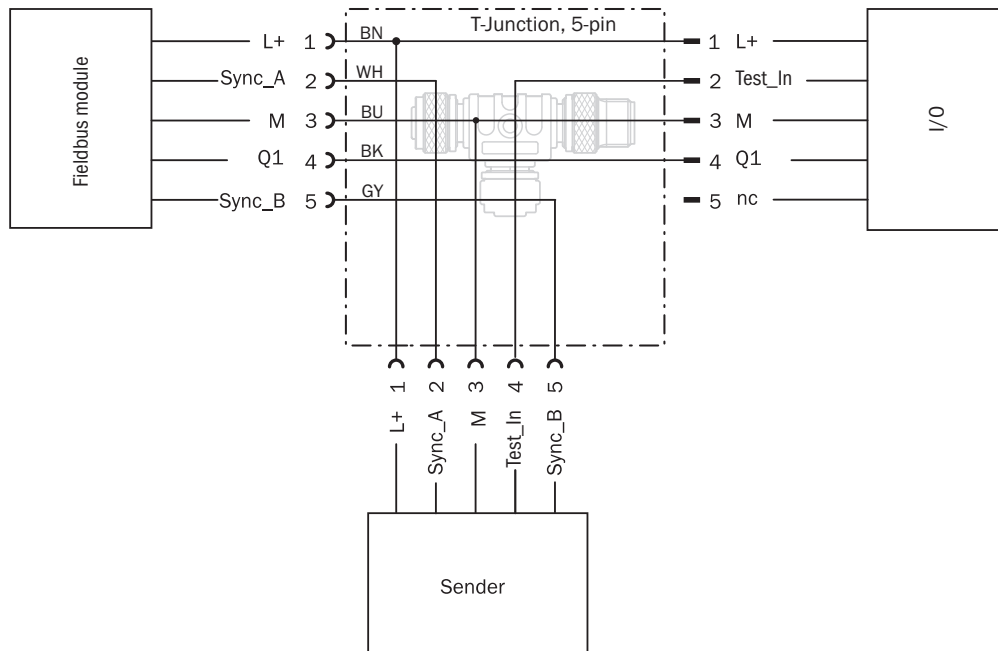 T-Junction, 5-pin
Fieldbus module
L+ 1 BN
Sync_A 2 WH
M 3 BU
Q1 4 BK
Sync_B 5 GY
1 L+
2 Test_In
3 M
4 Q1
5 nc
I/0
1 L+
2 Sync_A
3 M
4 Test_In
5 Sync_B
Sender